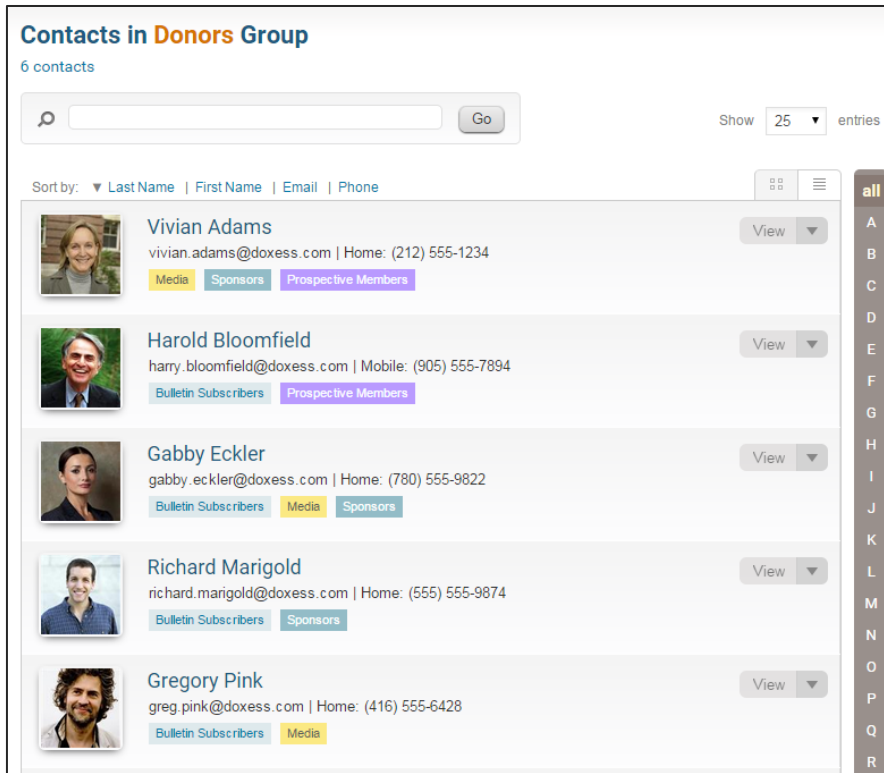 Contacts in Donors Group
6 contacts
Go
Show 25 ▼ entries
Sort by: ▼ Last Name | First Name | Email | Phone
all
Vivian Adams
vivian.adams@doxess.com | Home: (212) 555-1234
Media Sponsors Prospective Members
View ▼
Harold Bloomfield
harry.bloomfield@doxess.com | Mobile: (905) 555-7894
Bulletin Subscribers Prospective Members
View ▼
Gabby Eckler
gabby.eckler@doxess.com | Home: (780) 555-9822
Bulletin Subscribers Media Sponsors
View ▼
Richard Marigold
richard.marigold@doxess.com | Home: (555) 555-9874
Bulletin Subscribers Sponsors
View ▼
Gregory Pink
greg.pink@doxess.com | Home: (416) 555-6428
Bulletin Subscribers Media
View ▼
A
B
C
D
E
F
G
H
I
J
K
L
M
N
O
P
Q
R